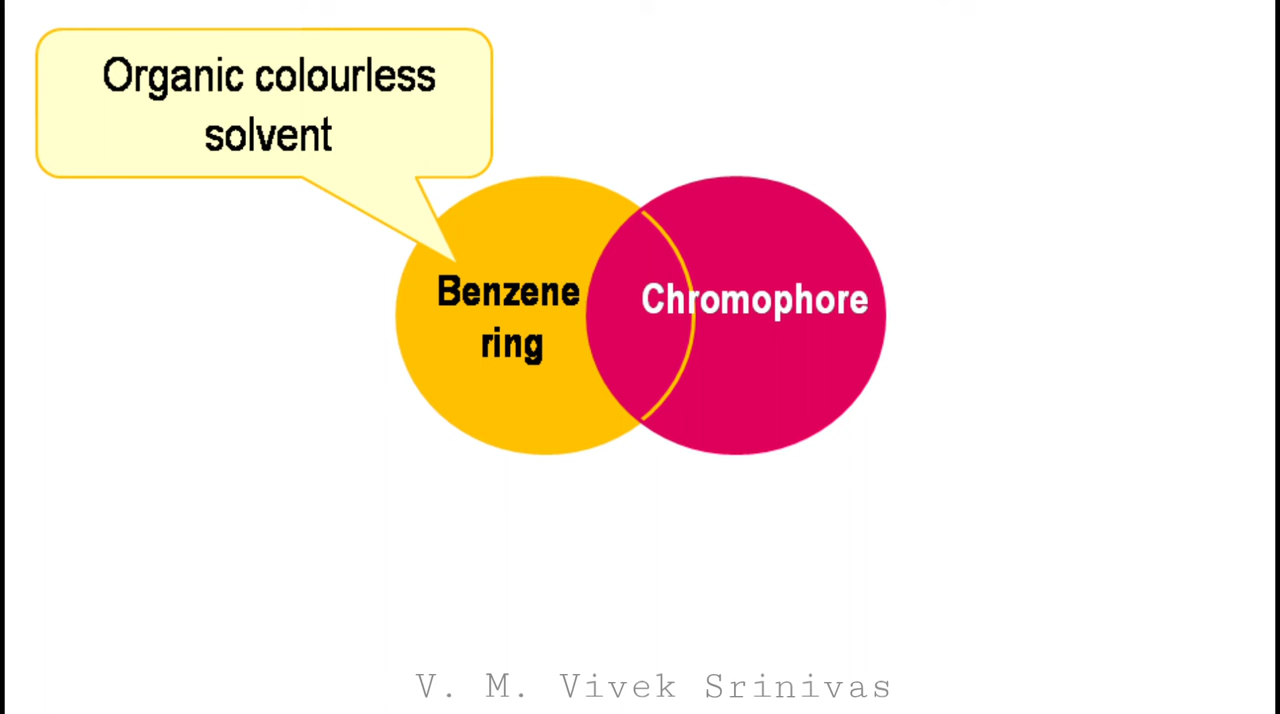 Organic colourless
solvent
Benzene
ring
Chromophore
V. M. Vivek Srinivas